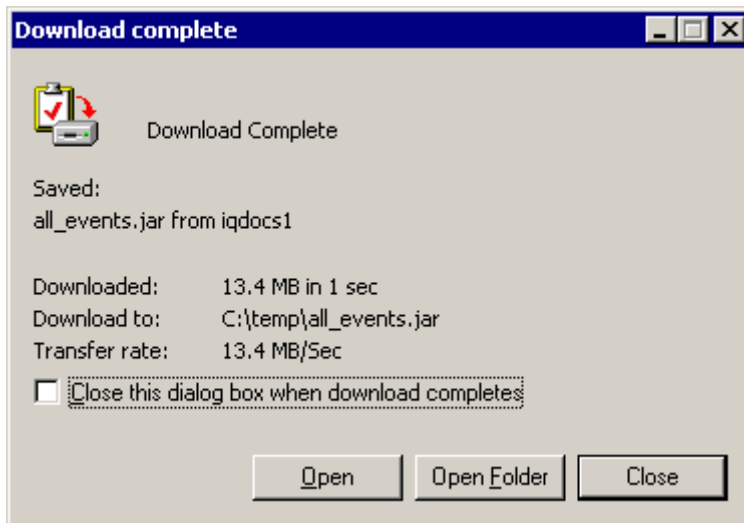 Download complete
Download Complete
Saved:
all_events.jar from iqdocs1
Downloaded: 13.4 MB in 1 sec
Download to: C:\temp\all_events.jar
Transfer rate: 13.4 MB/Sec
Close this dialog box when download completes
Open Open Folder Close